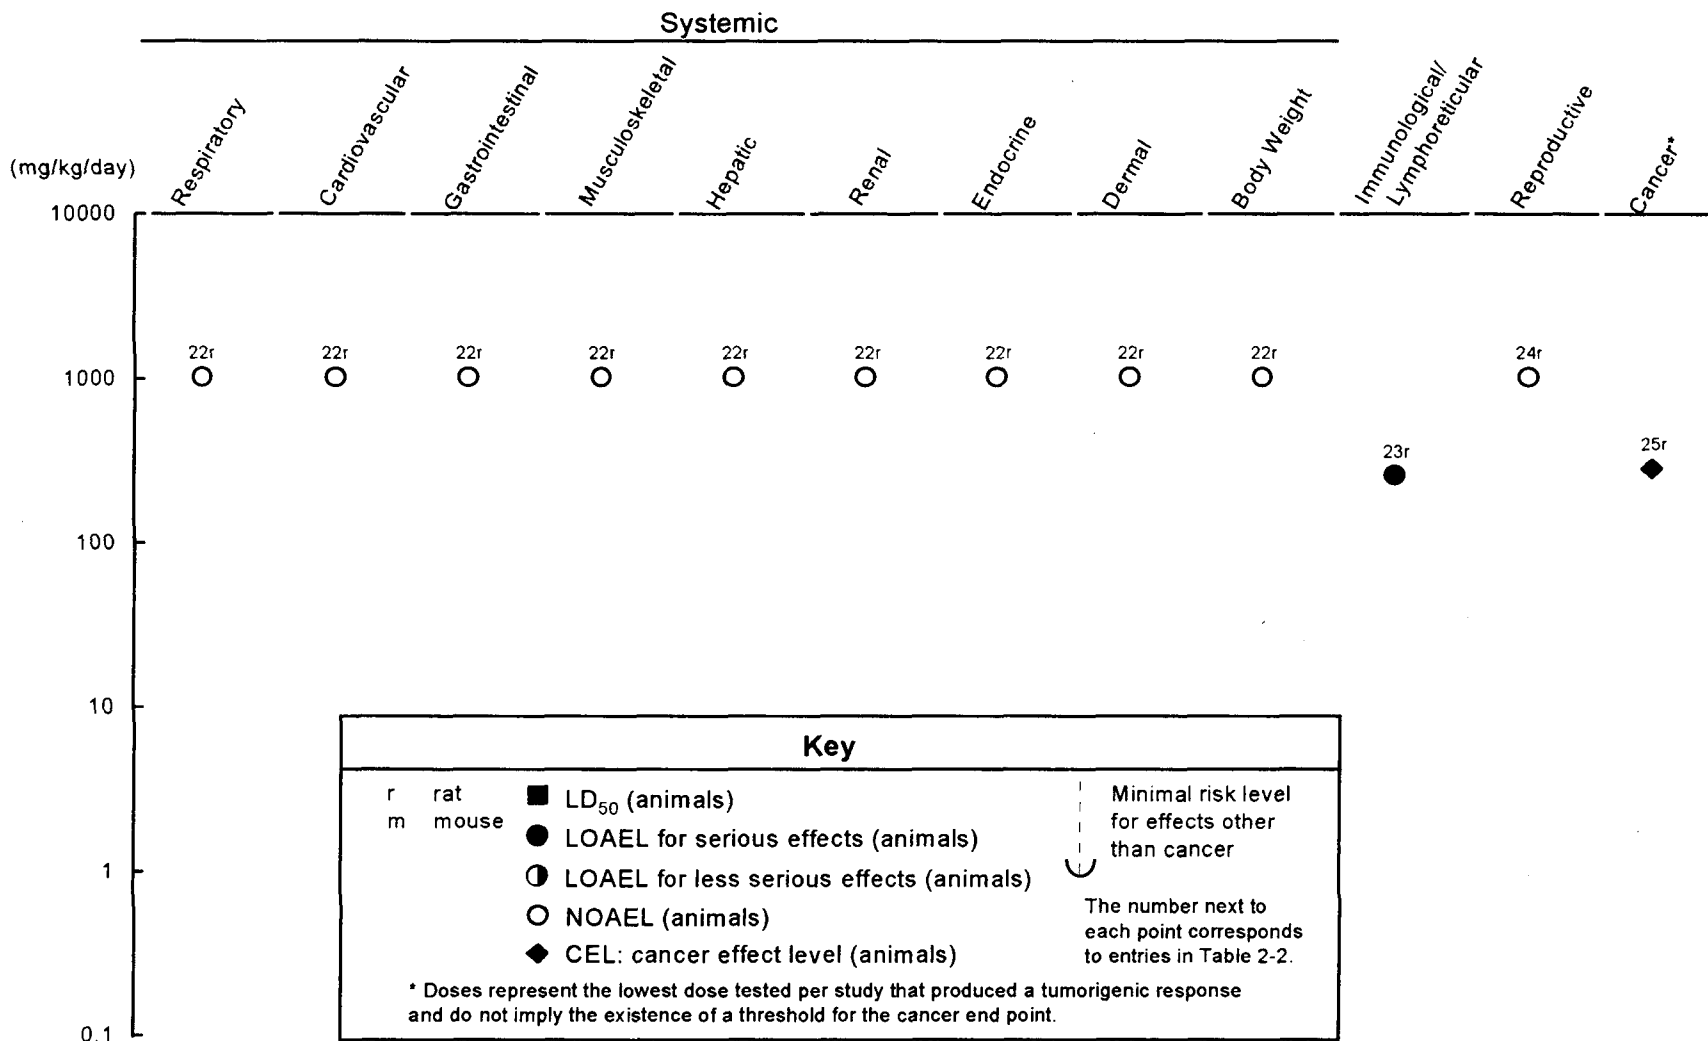 Systemic
(mg/kg/day)
Respiratory
Cardiovascular
Gastrointestinal
Musculoskeletal
Hepatic
Renal
Endocrine
Dermal
Body Weight
Immunological/
Lymphoreticular
Reproductive
Cancer*
10000
1000
100
10
1
0.1
22r
22r
22r
22r
22r
22r
22r
22r
22r
24r
23r
25r
Key
r rat
m mouse
LD50 (animals)
LOAEL for serious effects (animals)
LOAEL for less serious effects (animals)
NOAEL (animals)
CEL: cancer effect level (animals)
Minimal risk level
for effects other
than cancer
The number next to
each point corresponds
to entries in Table 2-2.
* Doses represent the lowest dose tested per study that produced a tumorigenic response
and do not imply the existence of a threshold for the cancer end point.